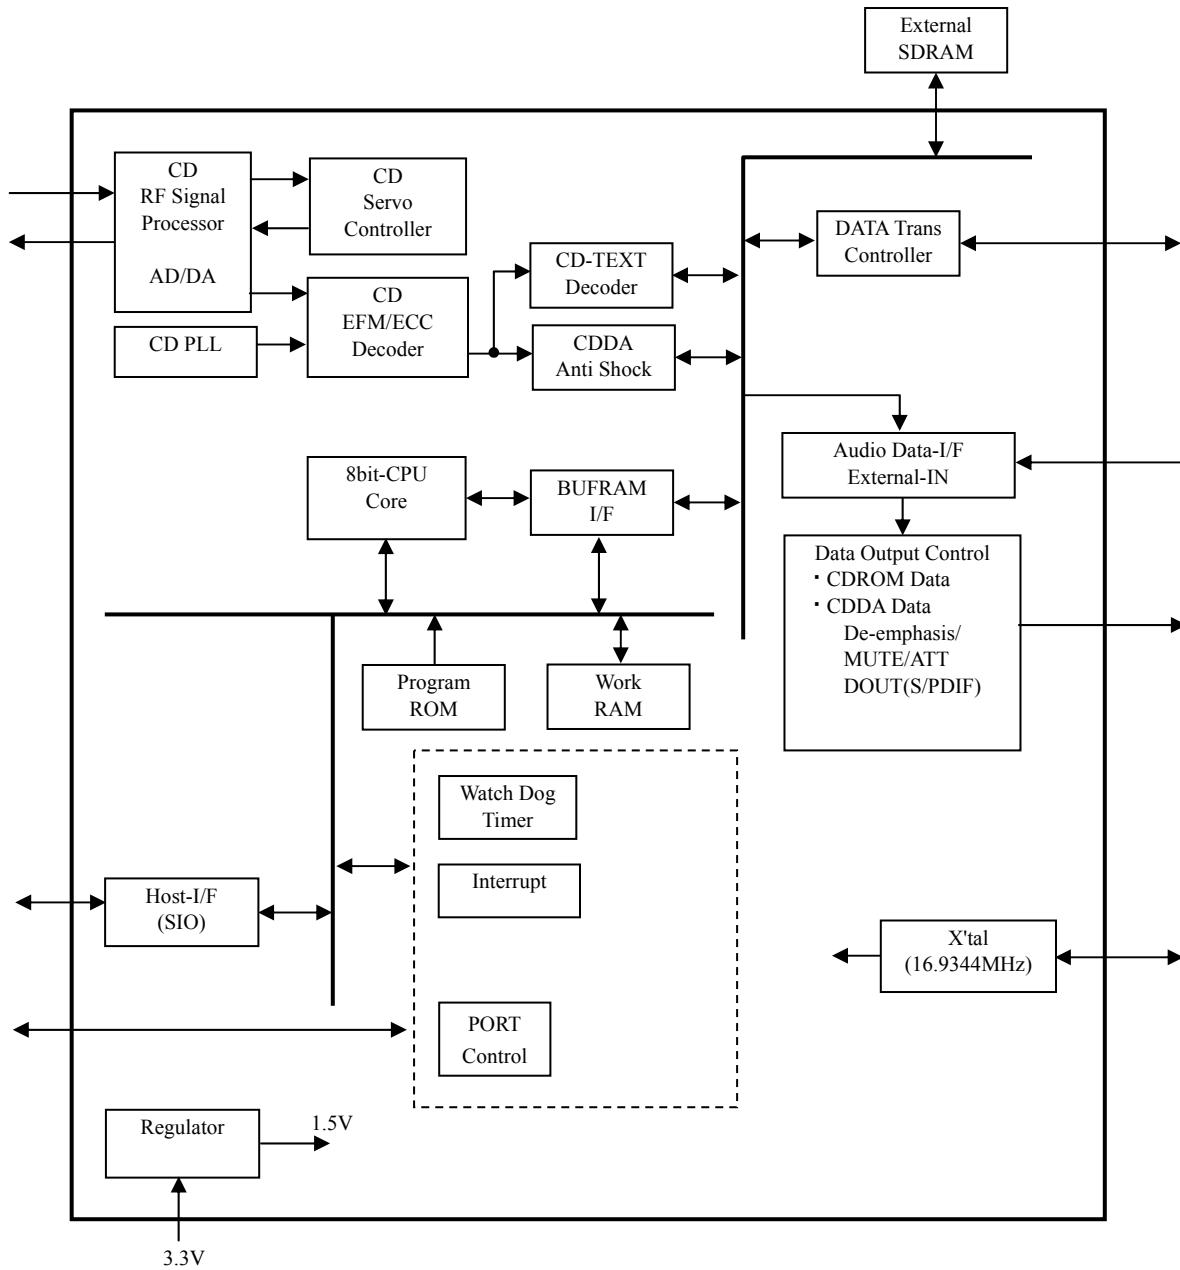 External
SDRAM
CD
RF Signal
Processor
AD/DA
CD
Servo
Controller
DATA Trans
Controller
CD-TEXT
Decoder
CD
EFM/ECC
Decoder
CD PLL
CDDA
Anti Shock
Audio Data-I/F
External-IN
8bit-CPU
Core
BUFRAM
I/F
Data Output Control
・CDROM Data
・CDDA Data
De-emphasis/
MUTE/ATT
DOUT(S/PDIF)
Program
ROM
Work
RAM
Watch Dog
Timer
Interrupt
Host-I/F
(SIO)
X'tal
(16.9344MHz)
PORT
Control
Regulator
1.5V
3.3V